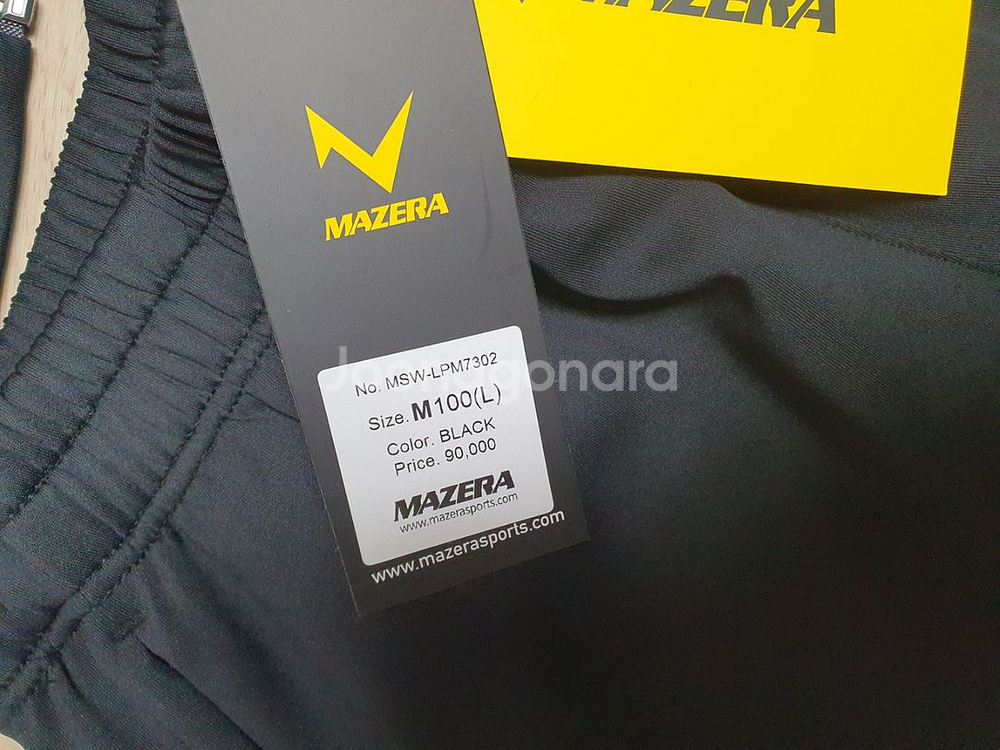 MAZERA
MAZERA
No. MSW-LPM7302
Size. M100(L)
Color. BLACK
Price. 90,000
MAZERA
www.mazerasports.com
www.mazerasports.com
Joonggonara